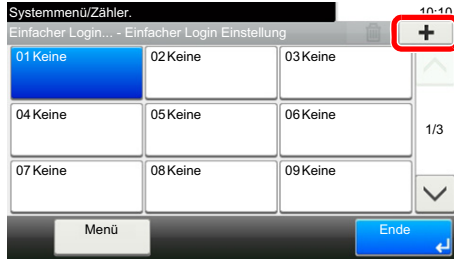 Systemmenü/Zähler. 10:10
Einfacher Login... - Einfacher Login Einstellung
01 Keine 02 Keine 03 Keine
04 Keine 05 Keine 06 Keine
1/3
07 Keine 08 Keine 09 Keine
Menü Ende